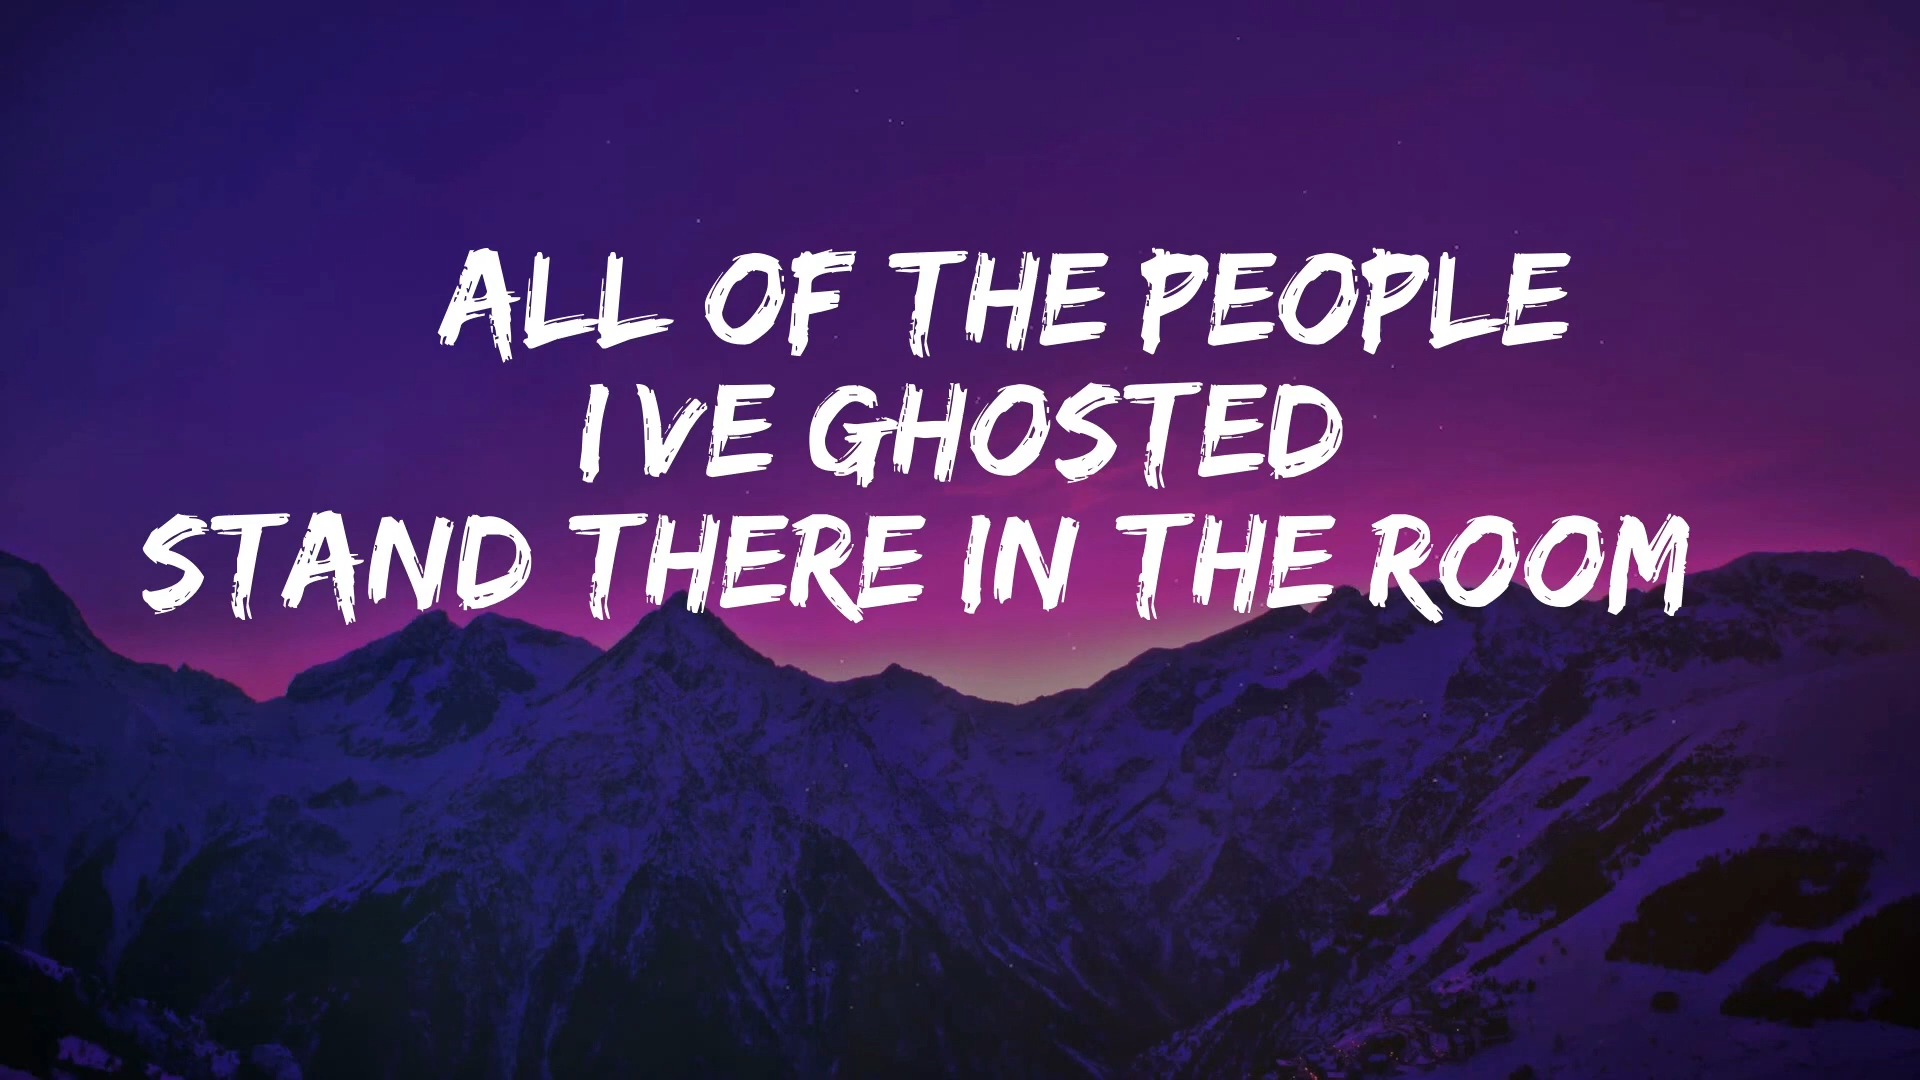 ALL OF THE PEOPLE
I VE GHOSTED
STAND THERE IN THE ROOM